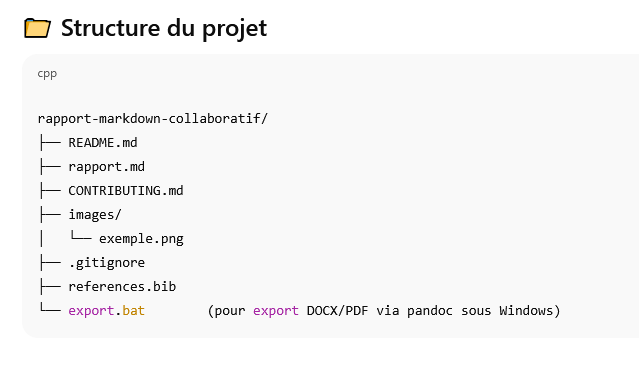 📂 Structure du projet
cpp
rapport-markdown-collaboratif/
├── README.md
├── rapport.md
├── CONTRIBUTING.md
├── images/
│   └── exemple.png
├── .gitignore
├── references.bib
└── export.bat        (pour export DOCX/PDF via pandoc sous Windows)